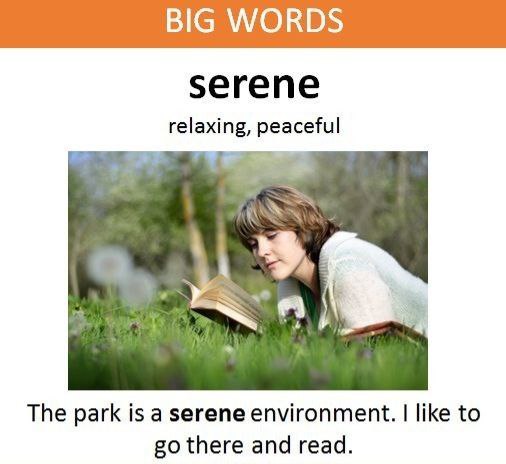 BIG WORDS
serene
relaxing, peaceful
The park is a serene environment. I like to
go there and read.